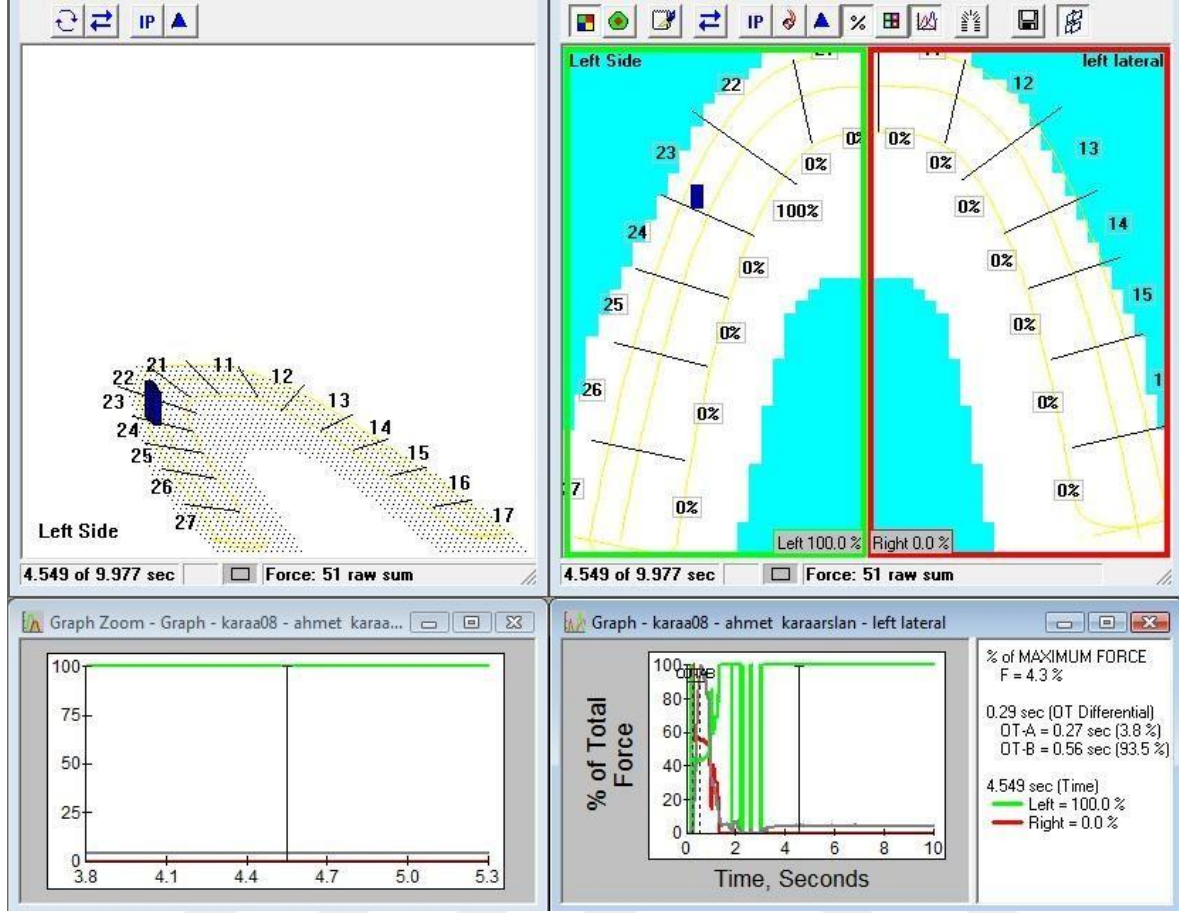 IP
IP
%
21
11
22
12
23
13
24
14
25
15
26
16
27
17
Left Side
4.549 of 9.977 sec
Force: 51 raw sum
Left Side
left lateral
22
12
23
13
24
14
25
15
26
0%
0%
0%
0%
100%
0%
0%
0%
0%
0%
0%
0%
0%
0%
Left 100.0 %
Right 0.0 %
4.549 of 9.977 sec
Force: 51 raw sum
Graph Zoom - Graph - karaa08 - ahmet karaa...
100
75
50
25
0
3.8 4.1 4.4 4.7 5.0 5.3
Graph - karaa08 - ahmet karaarslan - left lateral
% of Total Force
100
80
60
40
20
0
0 2 4 6 8 10
Time, Seconds
% of MAXIMUM FORCE
F = 4.3 %
0.29 sec (OT Differential)
OT-A = 0.27 sec (3.8 %)
OT-B = 0.56 sec (93.5 %)
4.549 sec (Time)
Left = 100.0 %
Right = 0.0 %